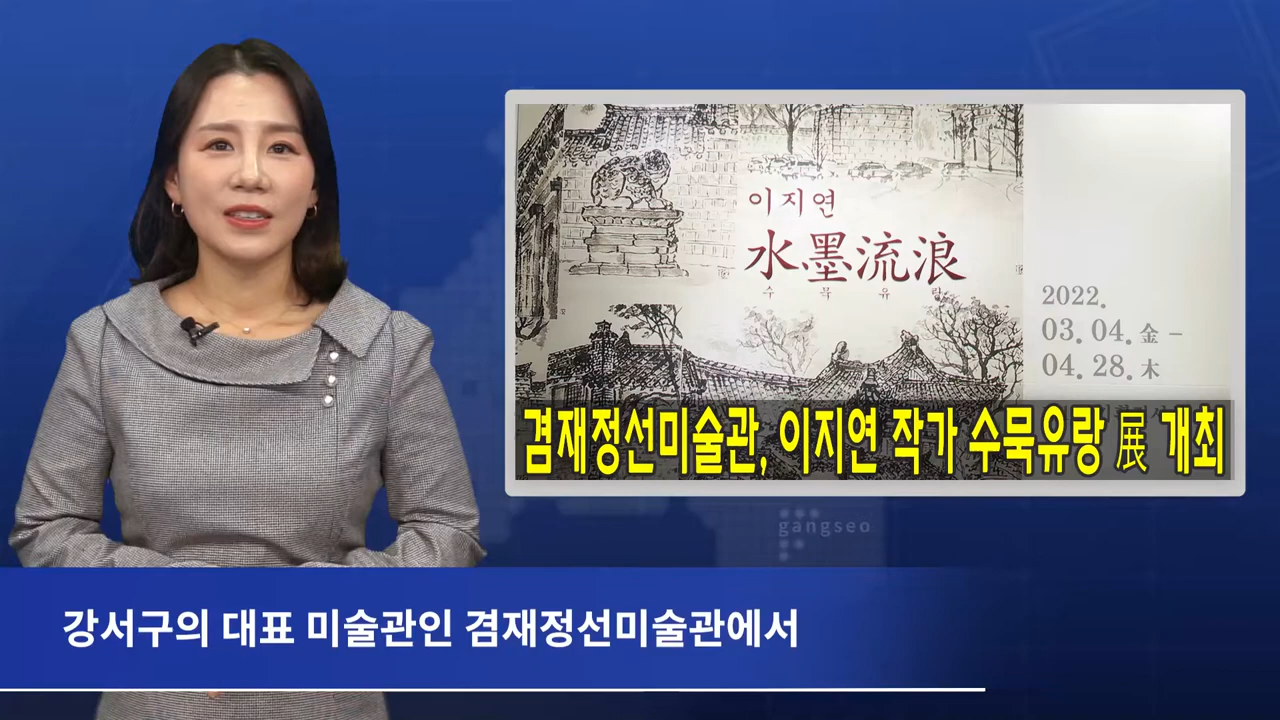 이지연
水墨流浪
수 묵 유 랑
2022.
03. 04. 金 –
04. 28. 木
겸재정선미술관, 이지연 작가 수묵유랑 展 개최
gangseo
강서구의 대표 미술관인 겸재정선미술관에서